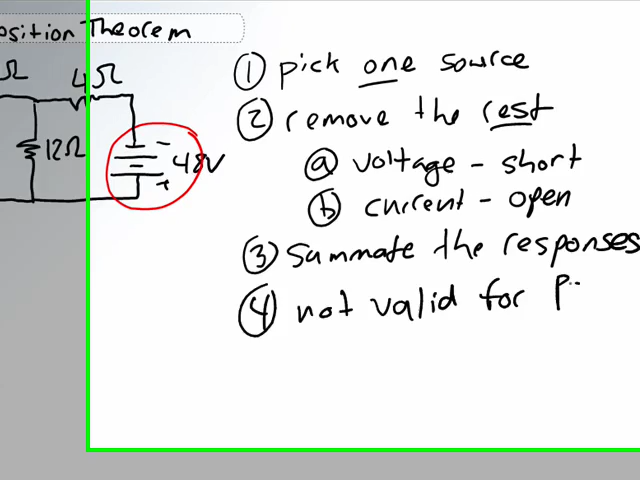 osition Theorem
Ω
4Ω
12Ω
48V
① pick one source
② remove the rest
ⓐ voltage - short
ⓑ current - open
③ summate the responses
④ not valid for